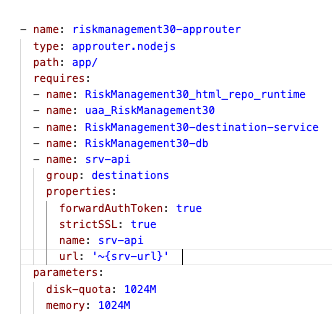 - name: riskmanagement30-approuter
  type: approuter.nodejs
  path: app/
  requires:
  - name: RiskManagement30_html_repo_runtime
  - name: uaa_RiskManagement30
  - name: RiskManagement30-destination-service
  - name: RiskManagement30-db
  - name: srv-api
    group: destinations
    properties:
      forwardAuthToken: true
      strictSSL: true
      name: srv-api
      url: '~{srv-url}'
  parameters:
    disk-quota: 1024M
    memory: 1024M